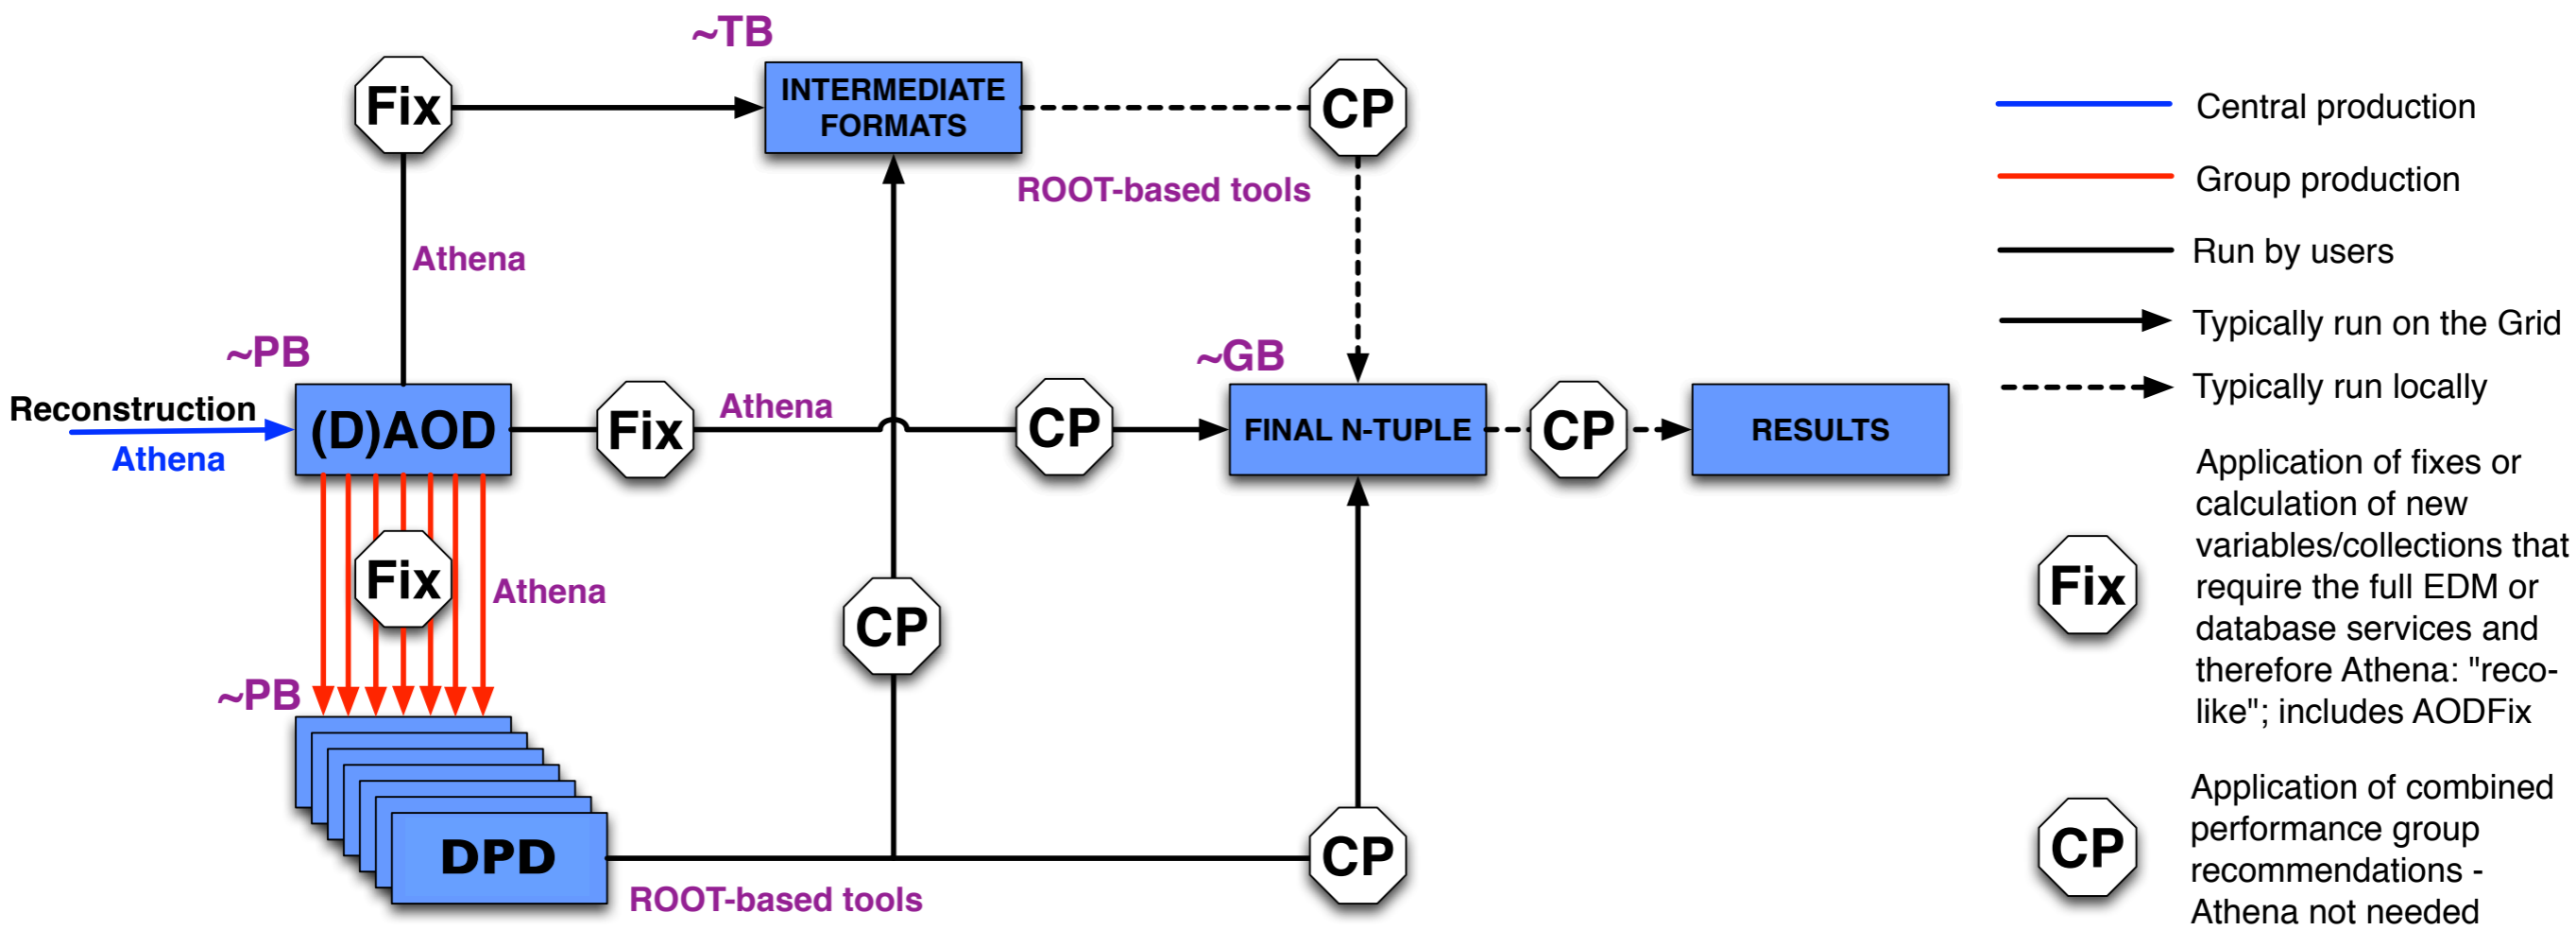 ~TB
INTERMEDIATE
FORMATS
Fix
CP
ROOT-based tools
Athena
~PB
~GB
Reconstruction
Athena
(D)AOD
Fix
Athena
CP
FINAL N-TUPLE
CP
RESULTS
Fix
Athena
CP
~PB
DPD
ROOT-based tools
CP
Central production
Group production
Run by users
Typically run on the Grid
Typically run locally
Fix
Application of fixes or
calculation of new
variables/collections that
require the full EDM or
database services and
therefore Athena: "reco-
like"; includes AODFix
CP
Application of combined
performance group
recommendations -
Athena not needed